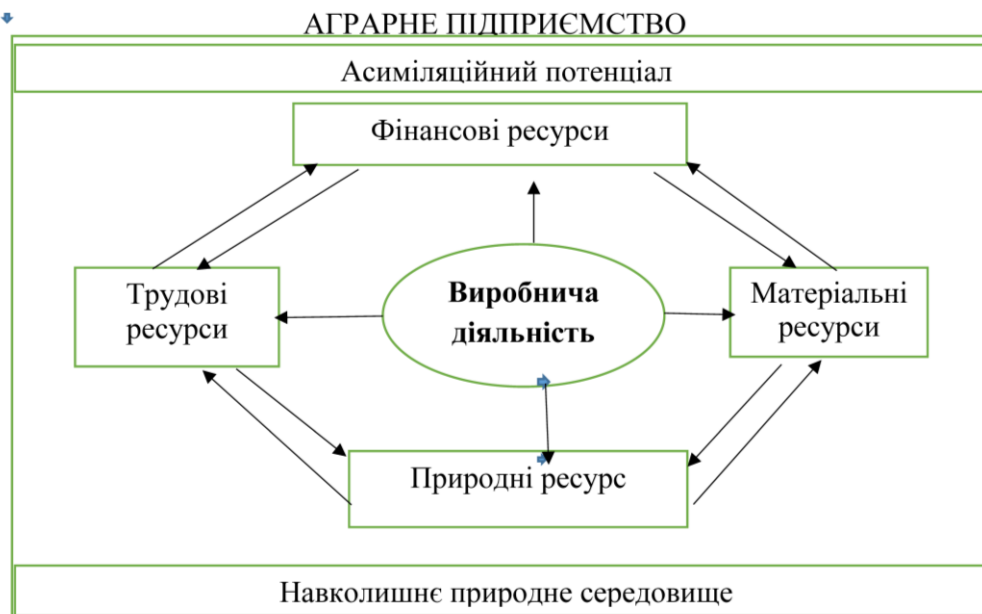 АГРАРНЕ ПІДПРИЄМСТВО
Асиміляційний потенціал
Фінансові ресурси
Трудові
ресурси
Виробнича
діяльність
Матеріальні
ресурси
Природні ресурс
Навколишнє природне середовище